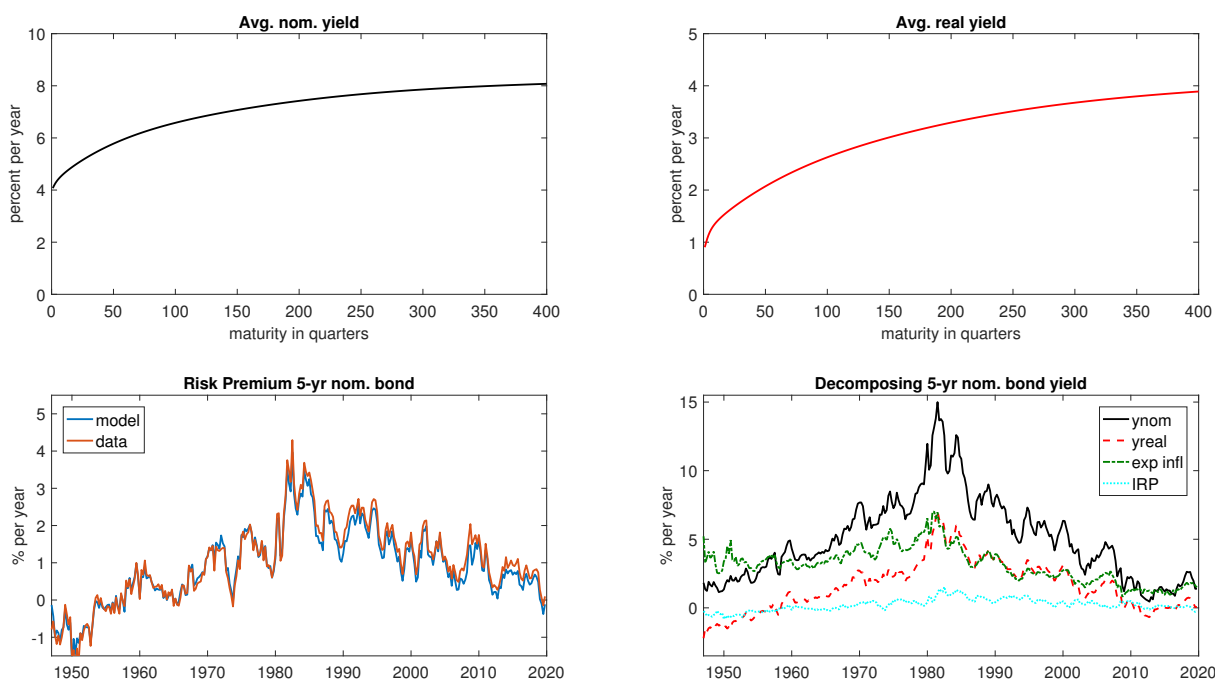 Avg. nom. yield
percent per year
10
8
6
4
2
0
0 50 100 150 200 250 300 350 400
maturity in quarters
Avg. real yield
percent per year
5
4
3
2
1
0
0 50 100 150 200 250 300 350 400
maturity in quarters
Risk Premium 5-yr nom. bond
% per year
model
data
5
4
3
2
1
0
-1
1950 1960 1970 1980 1990 2000 2010 2020
Decomposing 5-yr nom. bond yield
% per year
ynom
yreal
exp infl
IRP
15
10
5
0
1950 1960 1970 1980 1990 2000 2010 2020